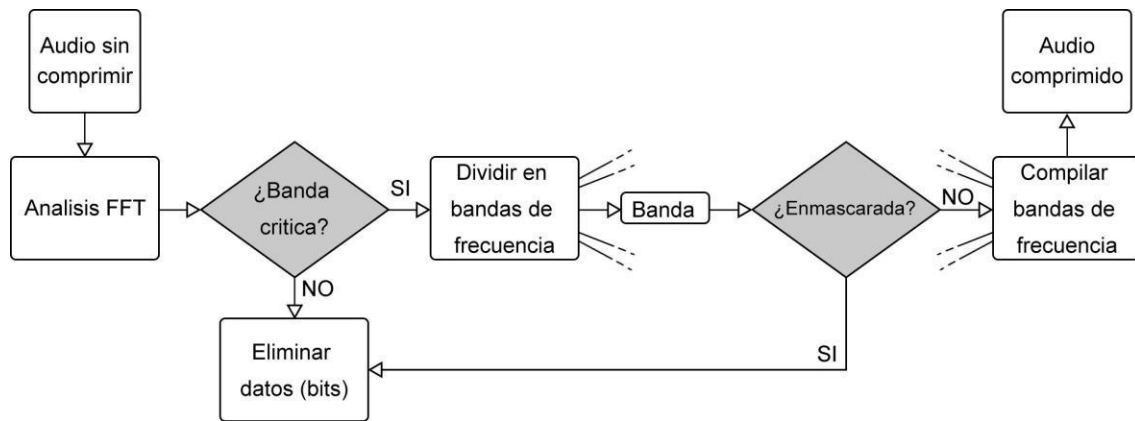 Audio sin
comprimir
Analisis FFT
¿Banda
critica?
SI
NO
Eliminar
datos (bits)
Dividir en
bandas de
frecuencia
Banda
¿Enmascarada?
SI
NO
Compilar
bandas de
frecuencia
Audio
comprimido